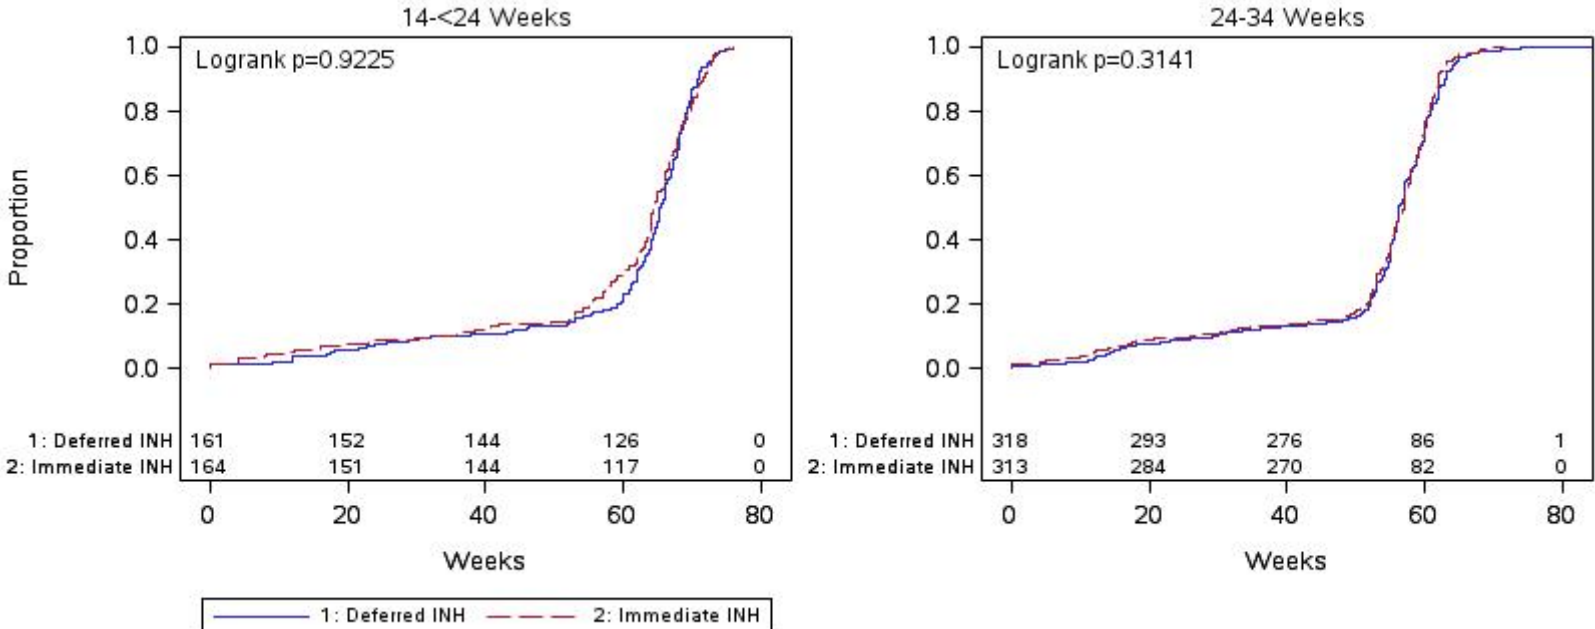 14-<24 Weeks
Logrank p=0.9225
Proportion
1.0
0.8
0.6
0.4
0.2
0.0
1: Deferred INH 161 152 144 126 0
2: Immediate INH 164 151 144 117 0
0 20 40 60 80
Weeks
24-34 Weeks
Logrank p=0.3141
1.0
0.8
0.6
0.4
0.2
0.0
1: Deferred INH 318 293 276 86 1
2: Immediate INH 313 284 270 82 0
0 20 40 60 80
Weeks
1: Deferred INH 2: Immediate INH